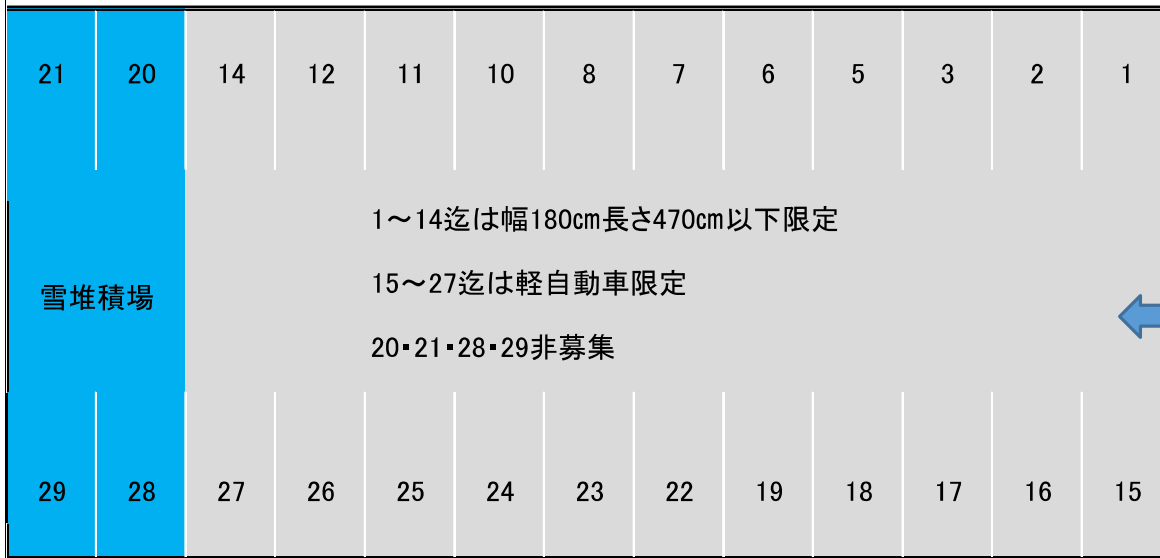 21 20 14 12 11 10 8 7 6 5 3 2 1
1～14迄は幅180㎝長さ470㎝以下限定
15～27迄は軽自動車限定
雪堆積場
20・21・28・29非募集
29 28 27 26 25 24 23 22 19 18 17 16 15